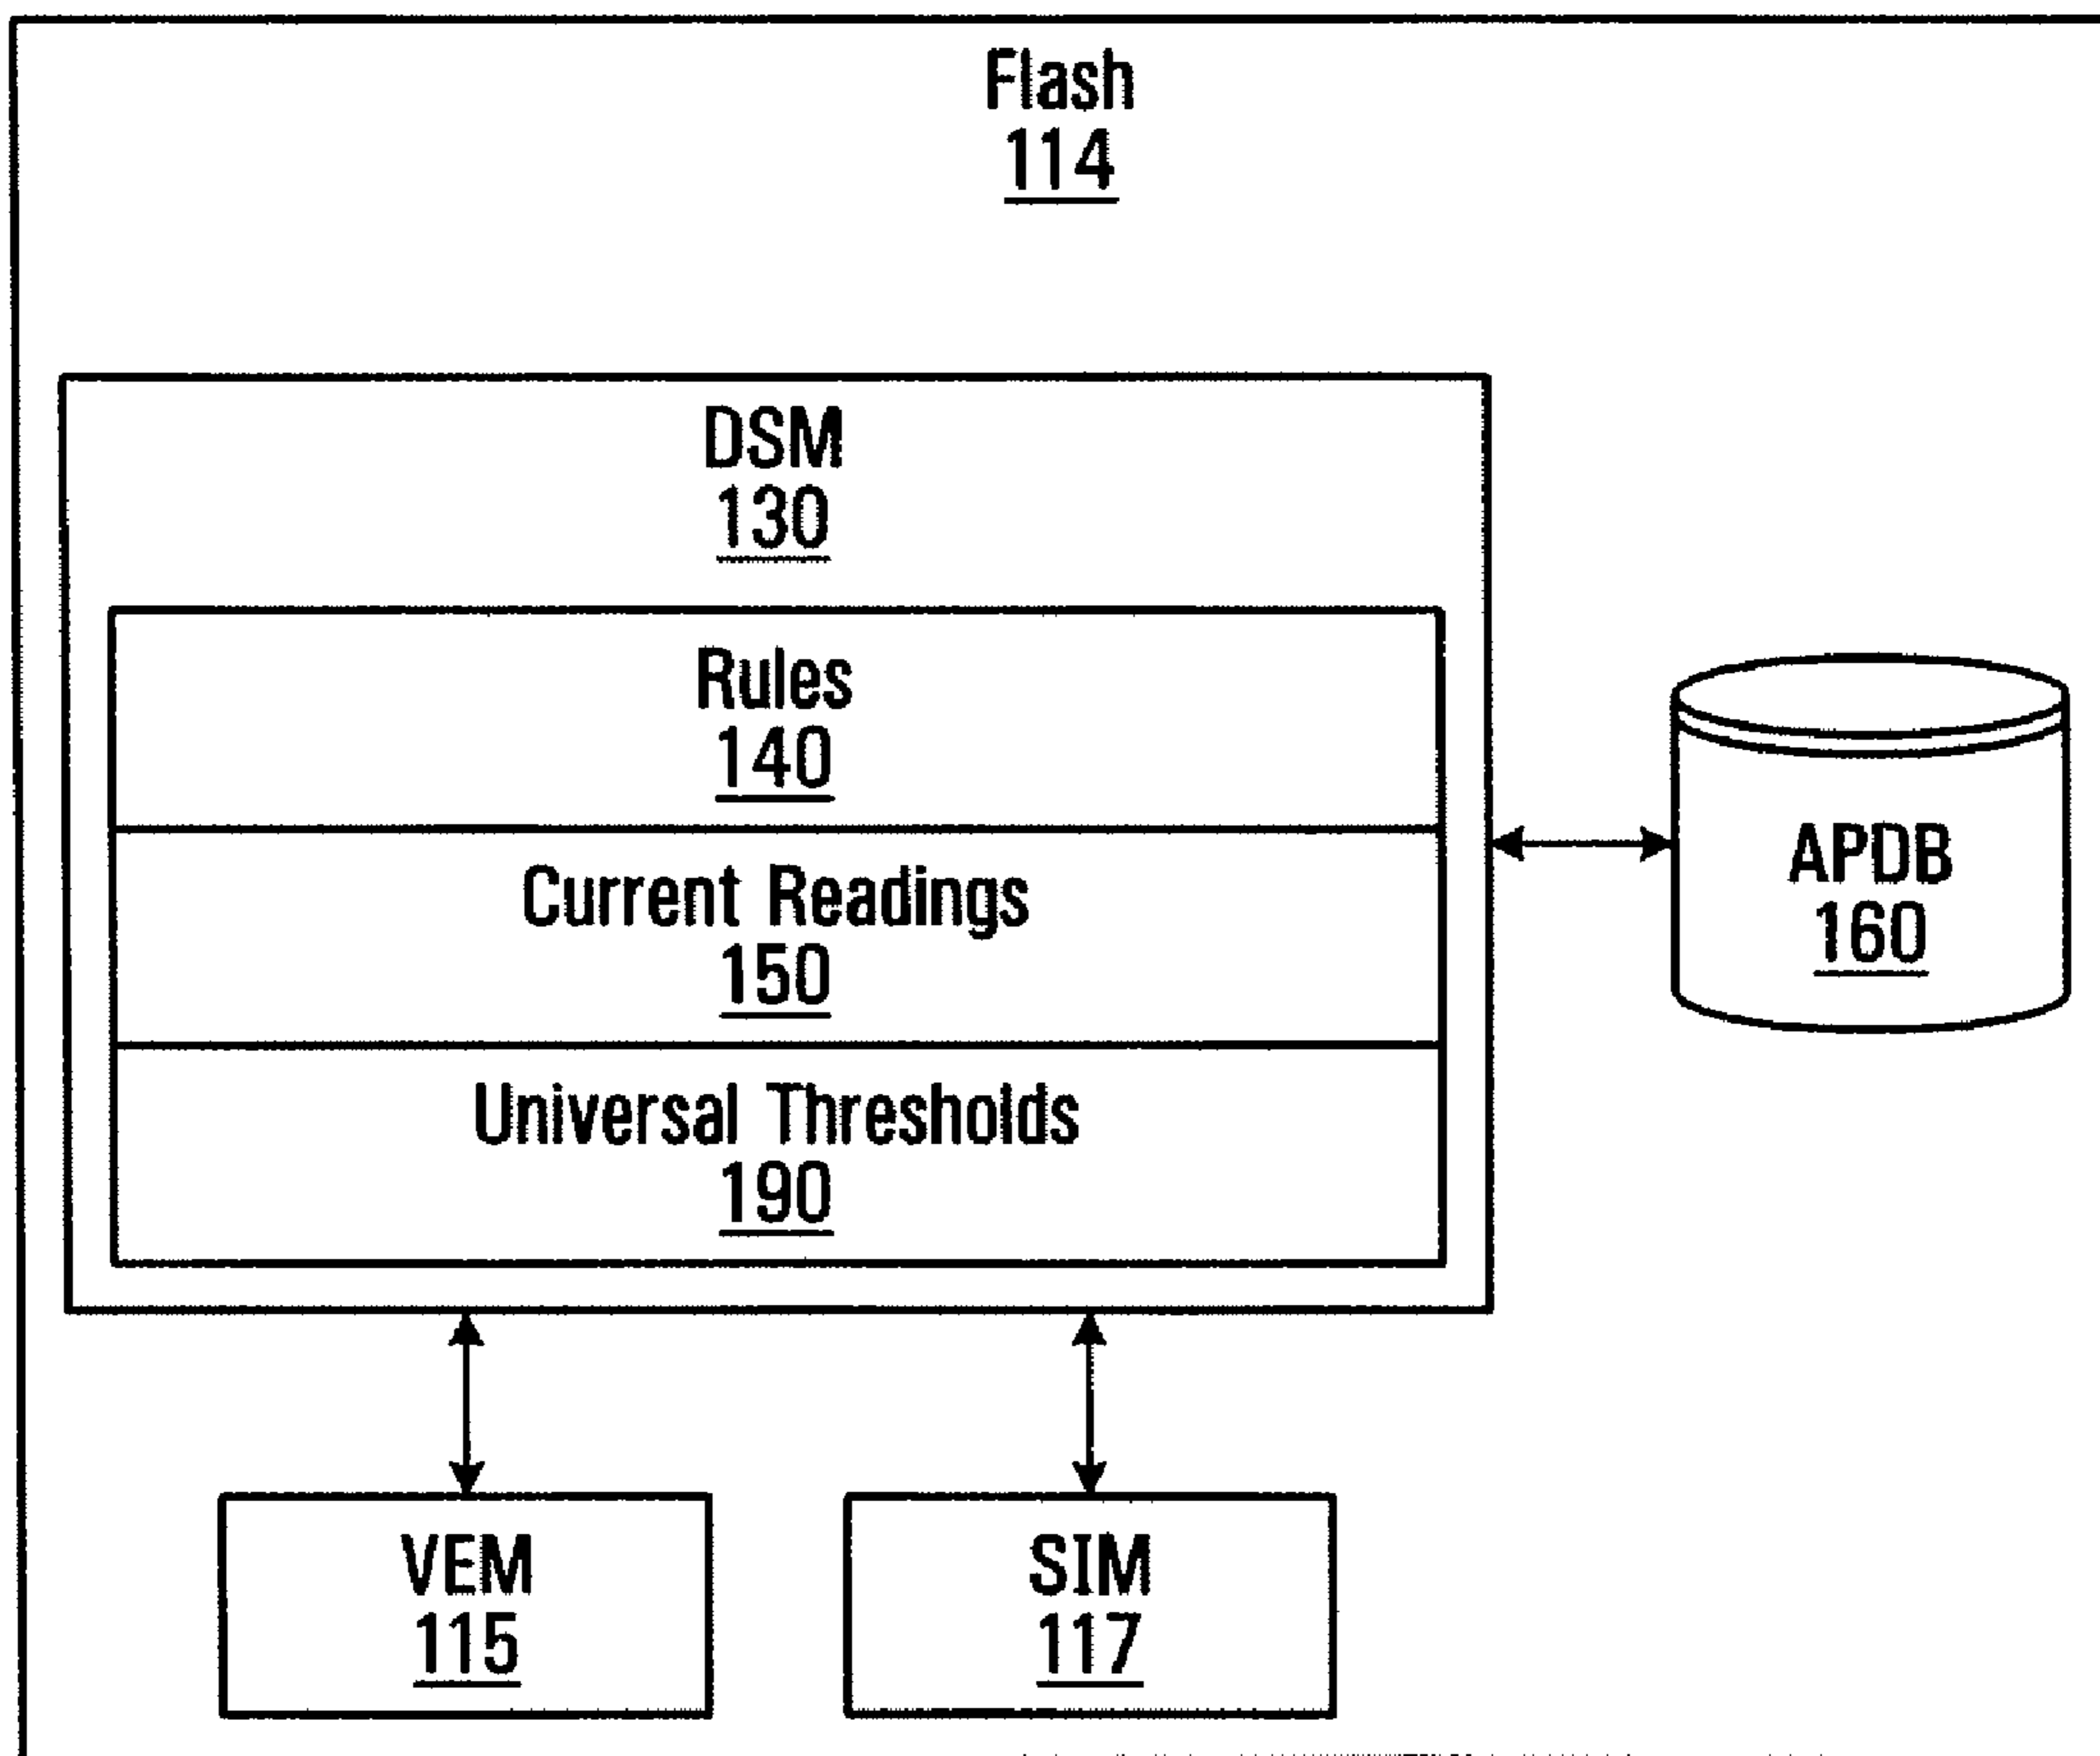 Flash
114
DSM
130
Rules
140
Current Readings
150
Universal Thresholds
190
APDB
160
VEM
115
SIM
117